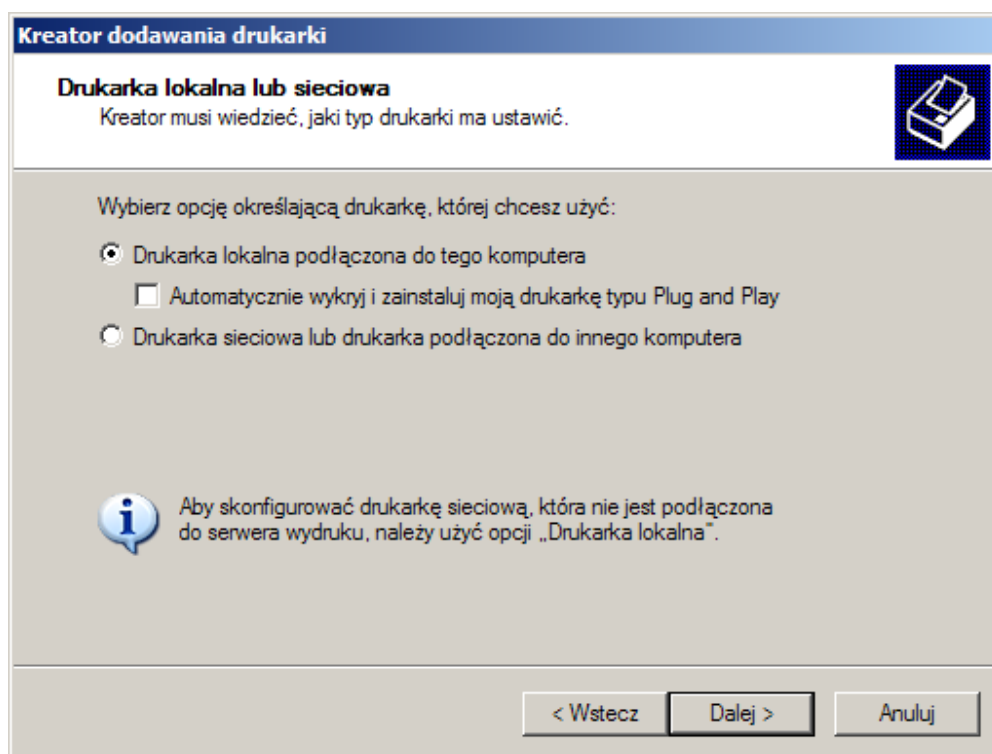 Kreator dodawania drukarki
Drukarka lokalna lub sieciowa
Kreator musi wiedzieć, jaki typ drukarki ma ustawić.
Wybierz opcję określającą drukarkę, której chcesz użyć:
Drukarka lokalna podłączona do tego komputera
Automatycznie wykryj i zainstaluj moją drukarkę typu Plug and Play
Drukarka sieciowa lub drukarka podłączona do innego komputera
Aby skonfigurować drukarkę sieciową, która nie jest podłączona
do serwera wydruku, należy użyć opcji „Drukarka lokalna”.
< Wstecz Dalej > Anuluj